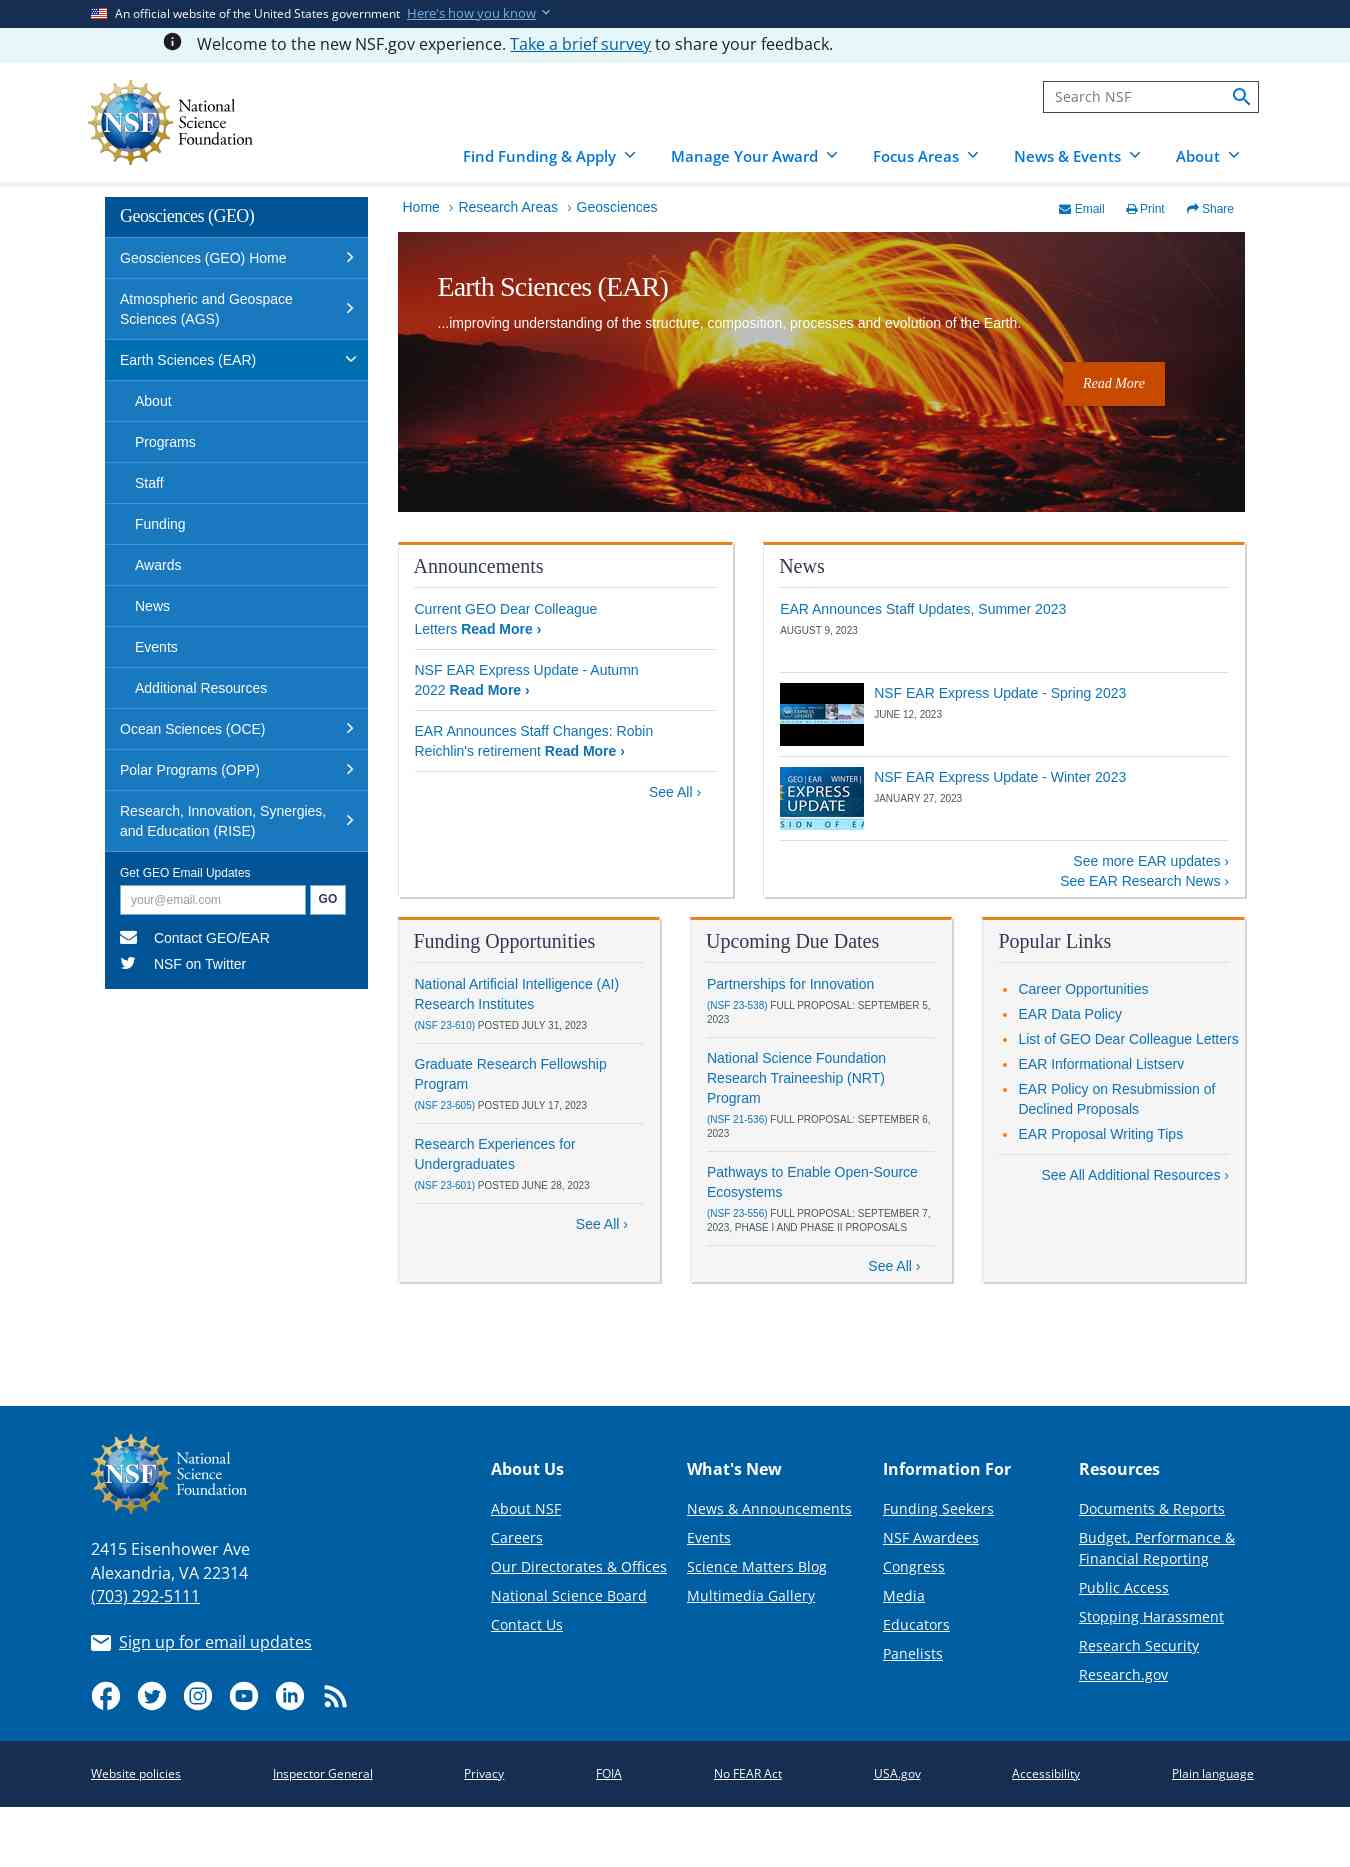 An official website of the United States government Here's how you know
Welcome to the new NSF.gov experience. Take a brief survey to share your feedback.
NSF
National
Science
Foundation
Search NSF
Find Funding & Apply
Manage Your Award
Focus Areas
News & Events
About
Geosciences (GEO)
Geosciences (GEO) Home
Atmospheric and Geospace
Sciences (AGS)
Earth Sciences (EAR)
About
Programs
Staff
Funding
Awards
News
Events
Additional Resources
Ocean Sciences (OCE)
Polar Programs (OPP)
Research, Innovation, Synergies,
and Education (RISE)
Get GEO Email Updates
your@email.com
GO
Contact GEO/EAR
NSF on Twitter
Home › Research Areas › Geosciences
Email Print Share
Earth Sciences (EAR)
...improving understanding of the structure, composition, processes and evolution of the Earth.
Read More
Announcements
Current GEO Dear Colleague
Letters Read More ›
NSF EAR Express Update - Autumn
2022 Read More ›
EAR Announces Staff Changes: Robin
Reichlin's retirement Read More ›
See All ›
News
EAR Announces Staff Updates, Summer 2023
AUGUST 9, 2023
EXPRESS
UPDATE
NSF EAR Express Update - Spring 2023
JUNE 12, 2023
GEO | EAR WINTER |
EXPRESS
UPDATE
SION OF EA
NSF EAR Express Update - Winter 2023
JANUARY 27, 2023
See more EAR updates ›
See EAR Research News ›
Funding Opportunities
National Artificial Intelligence (AI)
Research Institutes
(NSF 23-610) POSTED JULY 31, 2023
Graduate Research Fellowship
Program
(NSF 23-605) POSTED JULY 17, 2023
Research Experiences for
Undergraduates
(NSF 23-601) POSTED JUNE 28, 2023
See All ›
Upcoming Due Dates
Partnerships for Innovation
(NSF 23-538) FULL PROPOSAL: SEPTEMBER 5,
2023
National Science Foundation
Research Traineeship (NRT)
Program
(NSF 21-536) FULL PROPOSAL: SEPTEMBER 6,
2023
Pathways to Enable Open-Source
Ecosystems
(NSF 23-556) FULL PROPOSAL: SEPTEMBER 7,
2023, PHASE I AND PHASE II PROPOSALS
See All ›
Popular Links
Career Opportunities
EAR Data Policy
List of GEO Dear Colleague Letters
EAR Informational Listserv
EAR Policy on Resubmission of
Declined Proposals
EAR Proposal Writing Tips
See All Additional Resources ›
NSF
National
Science
Foundation
2415 Eisenhower Ave
Alexandria, VA 22314
(703) 292-5111
Sign up for email updates
About Us
About NSF
Careers
Our Directorates & Offices
National Science Board
Contact Us
What's New
News & Announcements
Events
Science Matters Blog
Multimedia Gallery
Information For
Funding Seekers
NSF Awardees
Congress
Media
Educators
Panelists
Resources
Documents & Reports
Budget, Performance &
Financial Reporting
Public Access
Stopping Harassment
Research Security
Research.gov
Website policies
Inspector General
Privacy
FOIA
No FEAR Act
USA.gov
Accessibility
Plain language